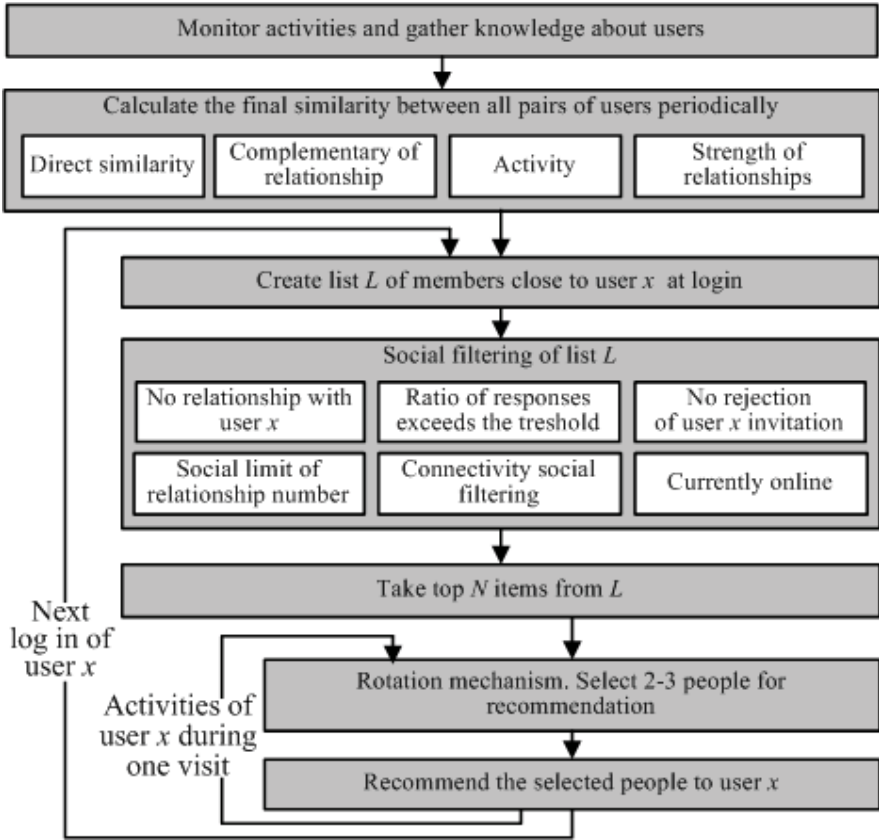 Monitor activities and gather knowledge about users
Calculate the final similarity between all pairs of users periodically
Direct similarity
Complementary of
relationship
Activity
Strength of
relationships
Create list L of members close to user x at login
Social filtering of list L
No relationship with
user x
Ratio of responses
exceeds the treshold
No rejection
of user x invitation
Social limit of
relationship number
Connectivity social
filtering
Currently online
Take top N items from L
Next
log in of
user x
Rotation mechanism. Select 2-3 people for
recommendation
Activities of
user x during
one visit
Recommend the selected people to user x